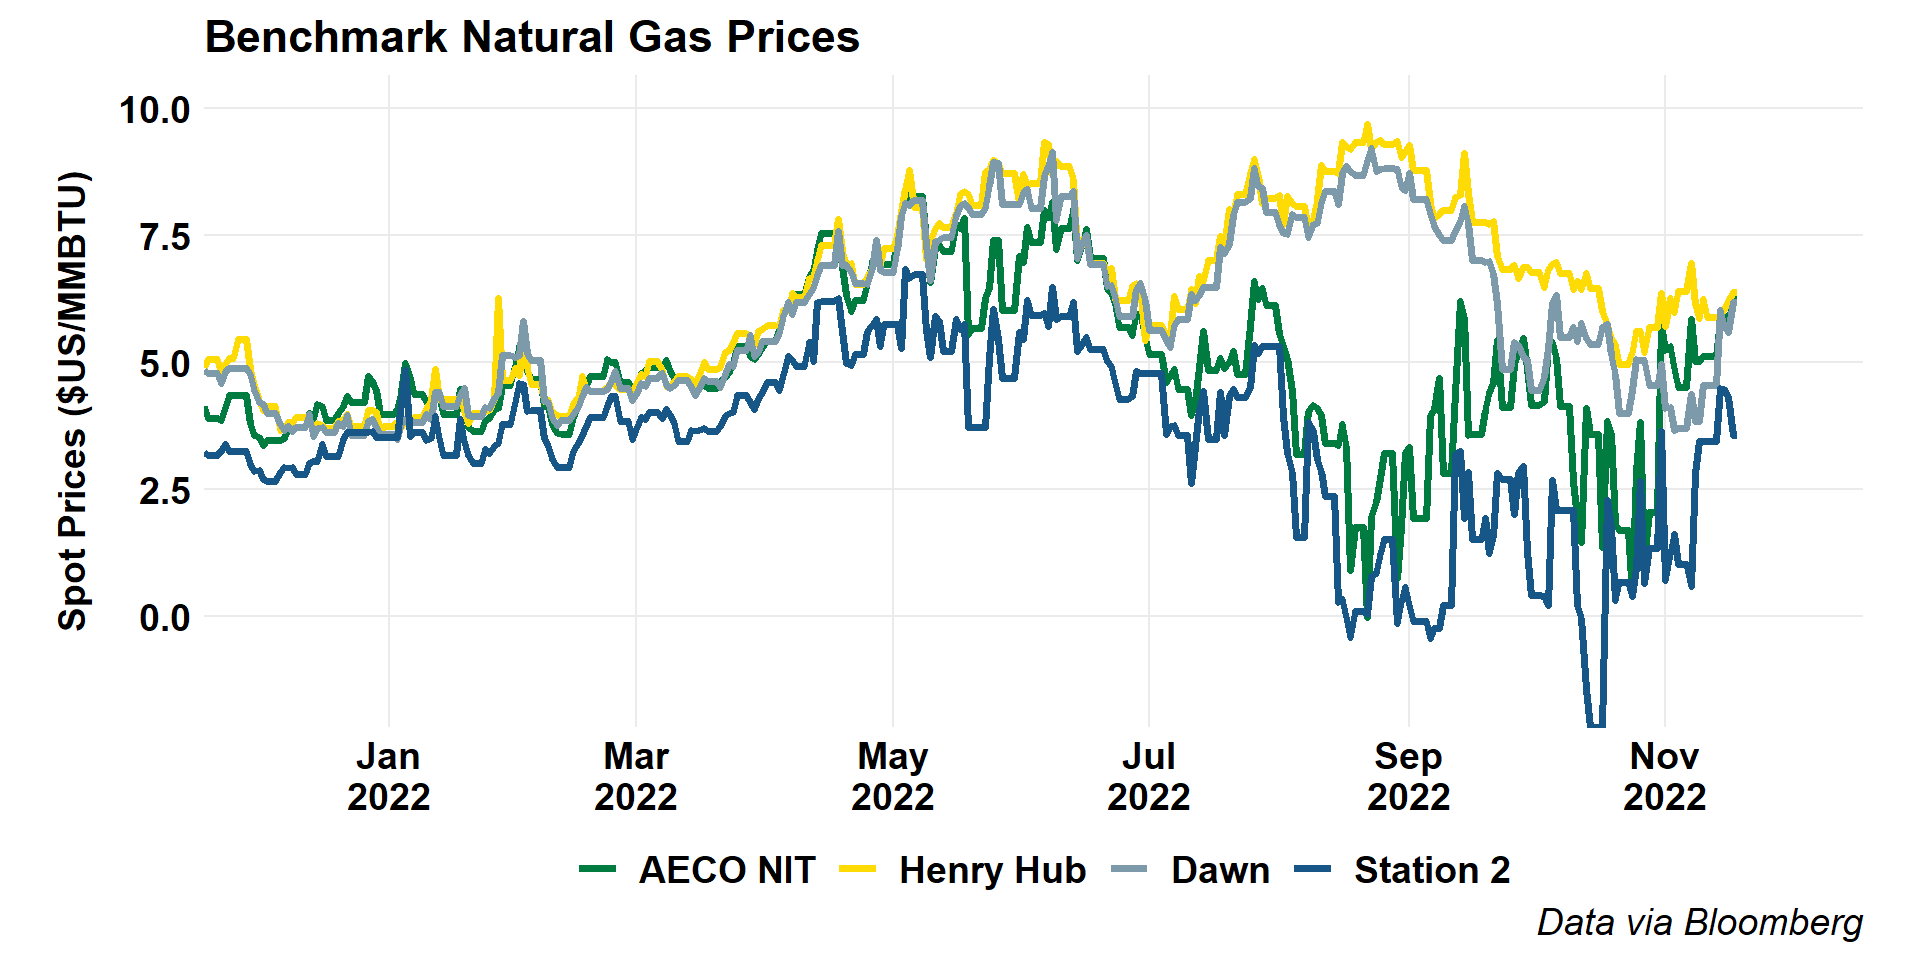 Benchmark Natural Gas Prices
Spot Prices ($US/MMBTU)
10.0
7.5
5.0
2.5
0.0
Jan
2022
Mar
2022
May
2022
Jul
2022
Sep
2022
Nov
2022
AECO NIT Henry Hub Dawn Station 2
Data via Bloomberg